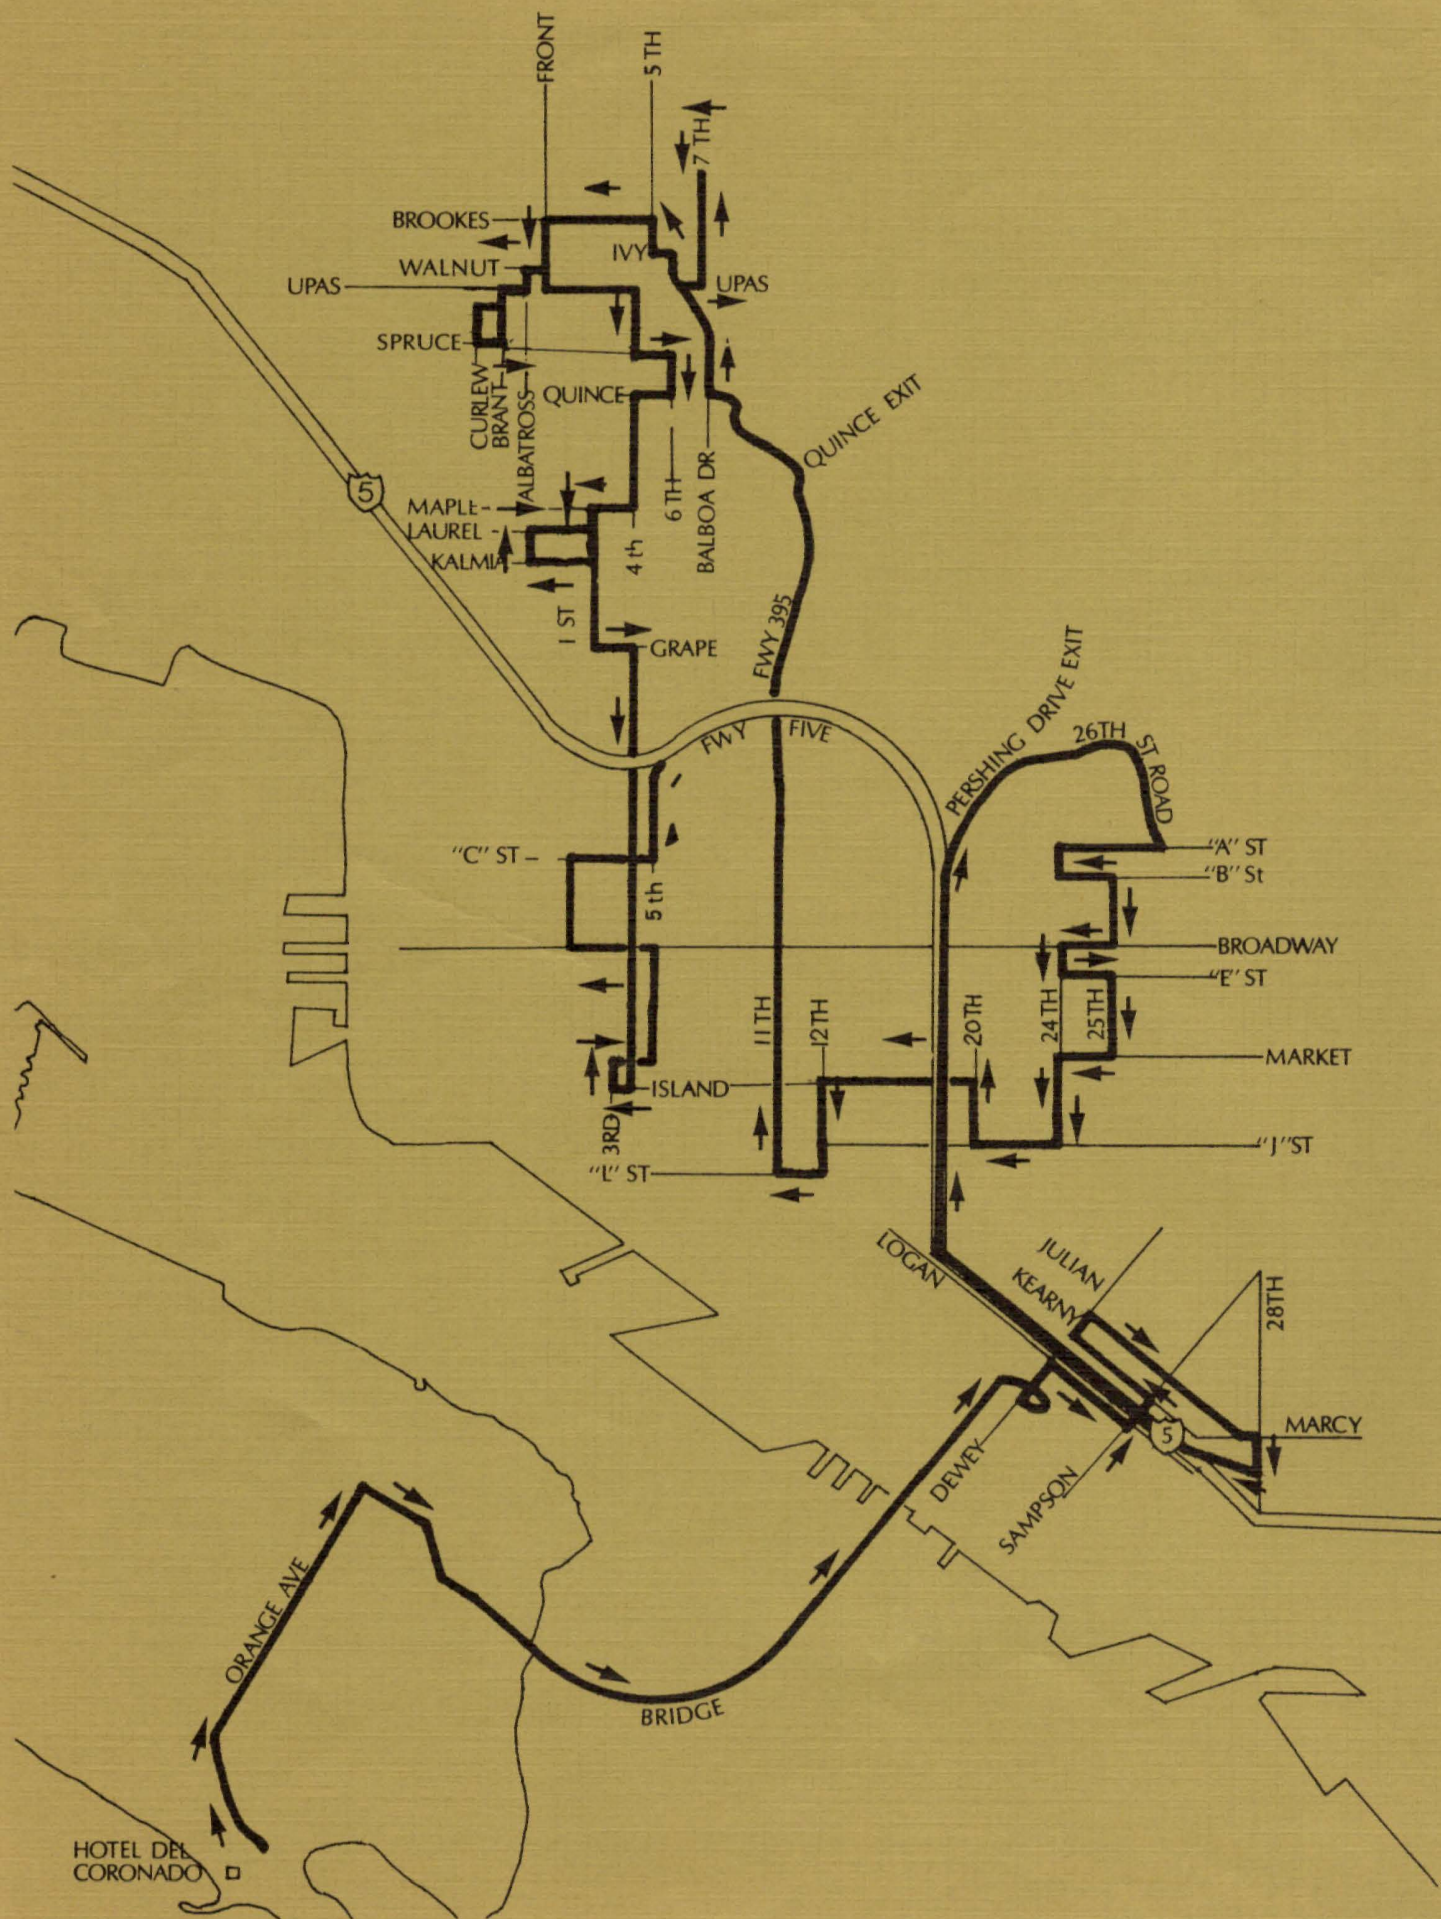 FRONT
5 TH
7 TH
BROOKES
IVY
WALNUT
UPAS
UPAS
SPRUCE
CURLEW
BRANT
ALBATROSS
QUINCE
QUINCE EXIT
5
MAPLE
LAUREL
KALMIA
6 TH
BALBOA DR
4 th
1 ST
GRAPE
FWY 395
FWY FIVE
PERSHING DRIVE EXIT
26TH ST ROAD
"C" ST
5 th
"A" ST
"B" St
BROADWAY
"E" ST
11 TH
12TH
20TH
24TH
25TH
MARKET
ISLAND
3RD
"J" ST
"L" ST
LOGAN
JULIAN
KEARNY
28TH
MARCY
5
DEWEY
SAMPSON
ORANGE AVE
BRIDGE
HOTEL DEL
CORONADO